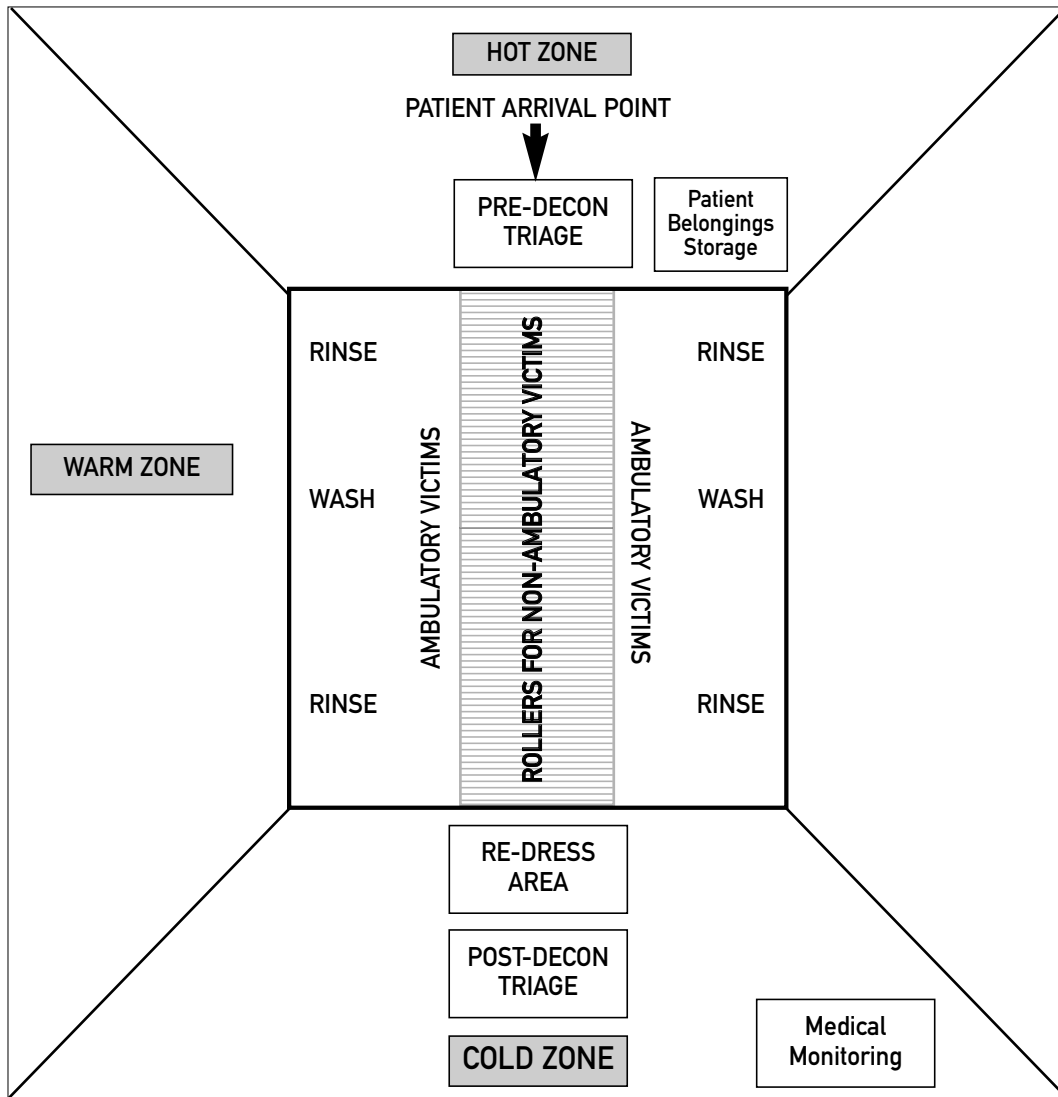 HOT ZONE
PATIENT ARRIVAL POINT
PRE-DECON
TRIAGE
Patient
Belongings
Storage
RINSE
RINSE
WARM ZONE
WASH
AMBULATORY VICTIMS
ROLLERS FOR NON-AMBULATORY VICTIMS
AMBULATORY VICTIMS
WASH
RINSE
RINSE
RE-DRESS
AREA
POST-DECON
TRIAGE
COLD ZONE
Medical
Monitoring